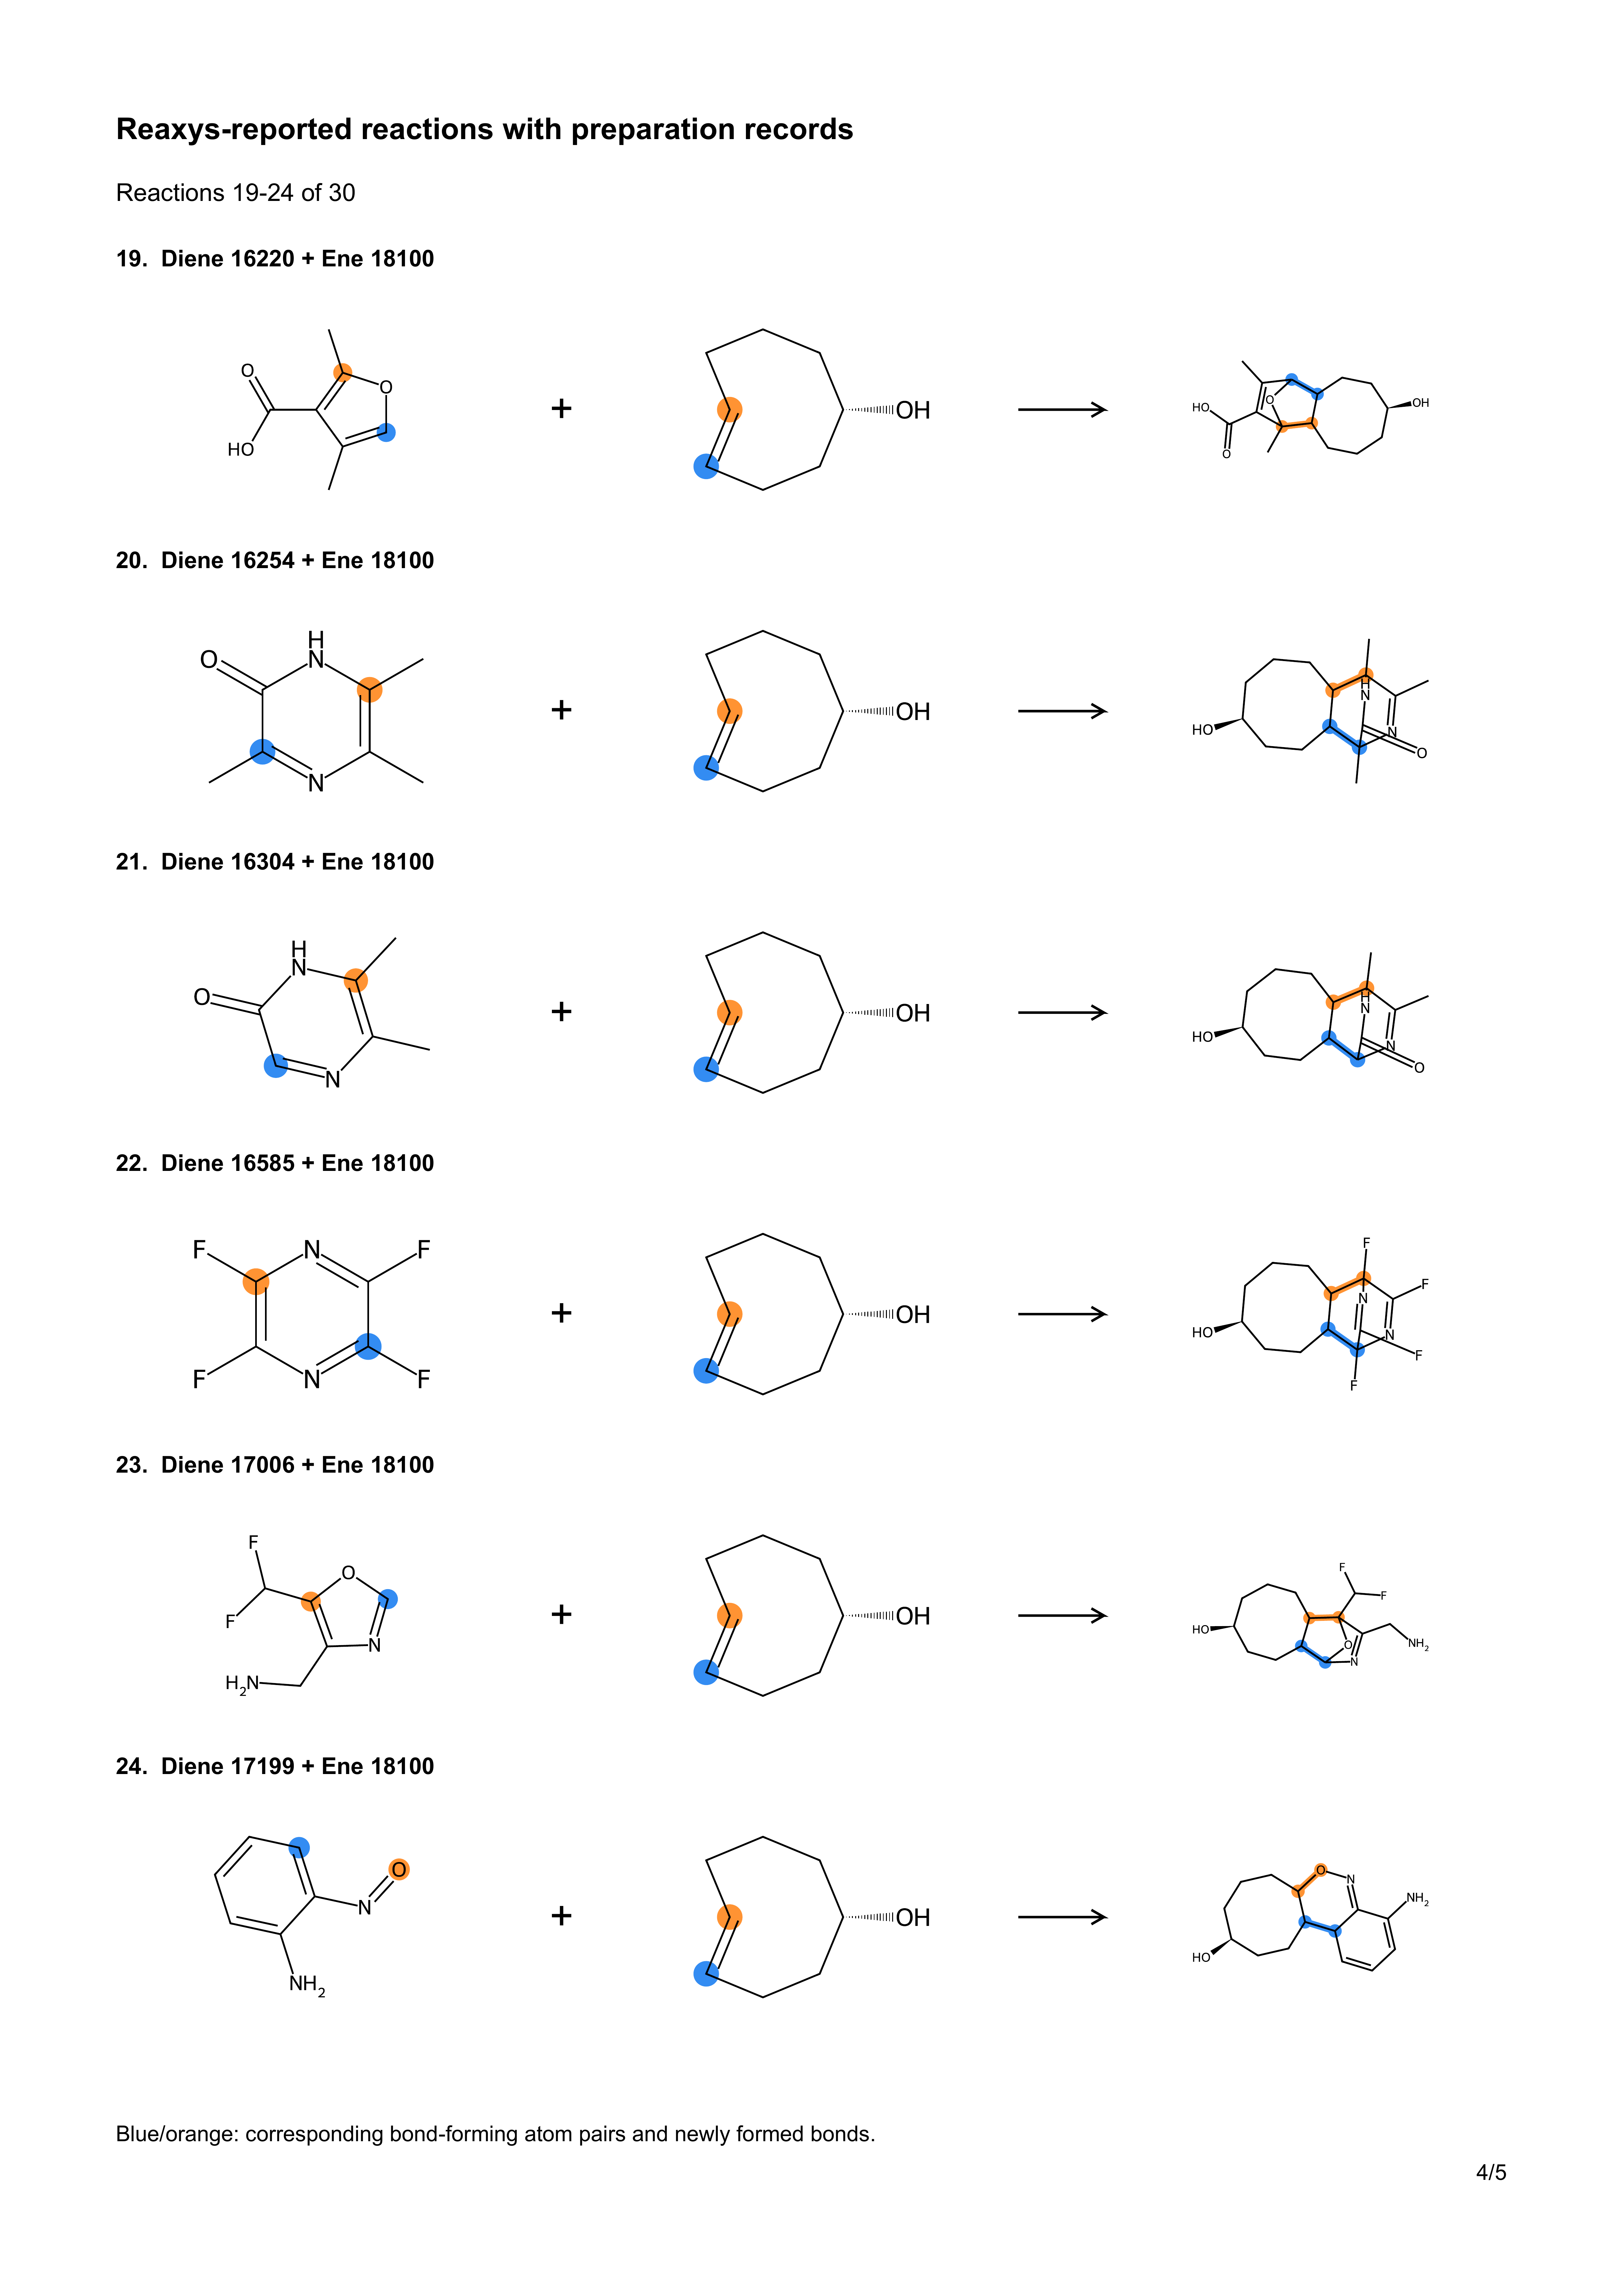 Reaxys-reported reactions with preparation records
Reactions 19-24 of 30
19. Diene 16220 + Ene 18100
O
HO
O
+
OH
HO
O
O
OH
20. Diene 16254 + Ene 18100
O
H
N
N
+
OH
HO
H
N
N
O
21. Diene 16304 + Ene 18100
O
H
N
N
+
OH
HO
H
N
N
O
22. Diene 16585 + Ene 18100
F
N
F
F
N
F
+
OH
HO
F
N
F
N
F
F
23. Diene 17006 + Ene 18100
F
F
O
N
H2N
+
OH
HO
F
F
O
N
NH2
24. Diene 17199 + Ene 18100
O
N
NH2
+
OH
HO
O
N
NH2
Blue/orange: corresponding bond-forming atom pairs and newly formed bonds.
4/5